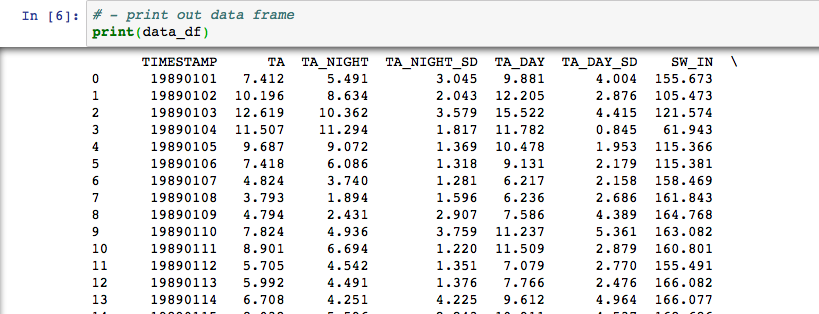 In [6]: # - print out data frame
print(data_df)
TIMESTAMP TA TA_NIGHT TA_NIGHT_SD TA_DAY TA_DAY_SD SW_IN \
0 19890101 7.412 5.491 3.045 9.881 4.004 155.673
1 19890102 10.196 8.634 2.043 12.205 2.876 105.473
2 19890103 12.619 10.362 3.579 15.522 4.415 121.574
3 19890104 11.507 11.294 1.817 11.782 0.845 61.943
4 19890105 9.687 9.072 1.369 10.478 1.953 115.366
5 19890106 7.418 6.086 1.318 9.131 2.179 115.381
6 19890107 4.824 3.740 1.281 6.217 2.158 158.469
7 19890108 3.793 1.894 1.596 6.236 2.686 161.843
8 19890109 4.794 2.431 2.907 7.586 4.389 164.768
9 19890110 7.824 4.936 3.759 11.237 5.361 163.082
10 19890111 8.901 6.694 1.220 11.509 2.879 160.801
11 19890112 5.705 4.542 1.351 7.079 2.770 155.491
12 19890113 5.992 4.491 1.376 7.766 2.476 166.082
13 19890114 6.708 4.251 4.225 9.612 4.964 166.077